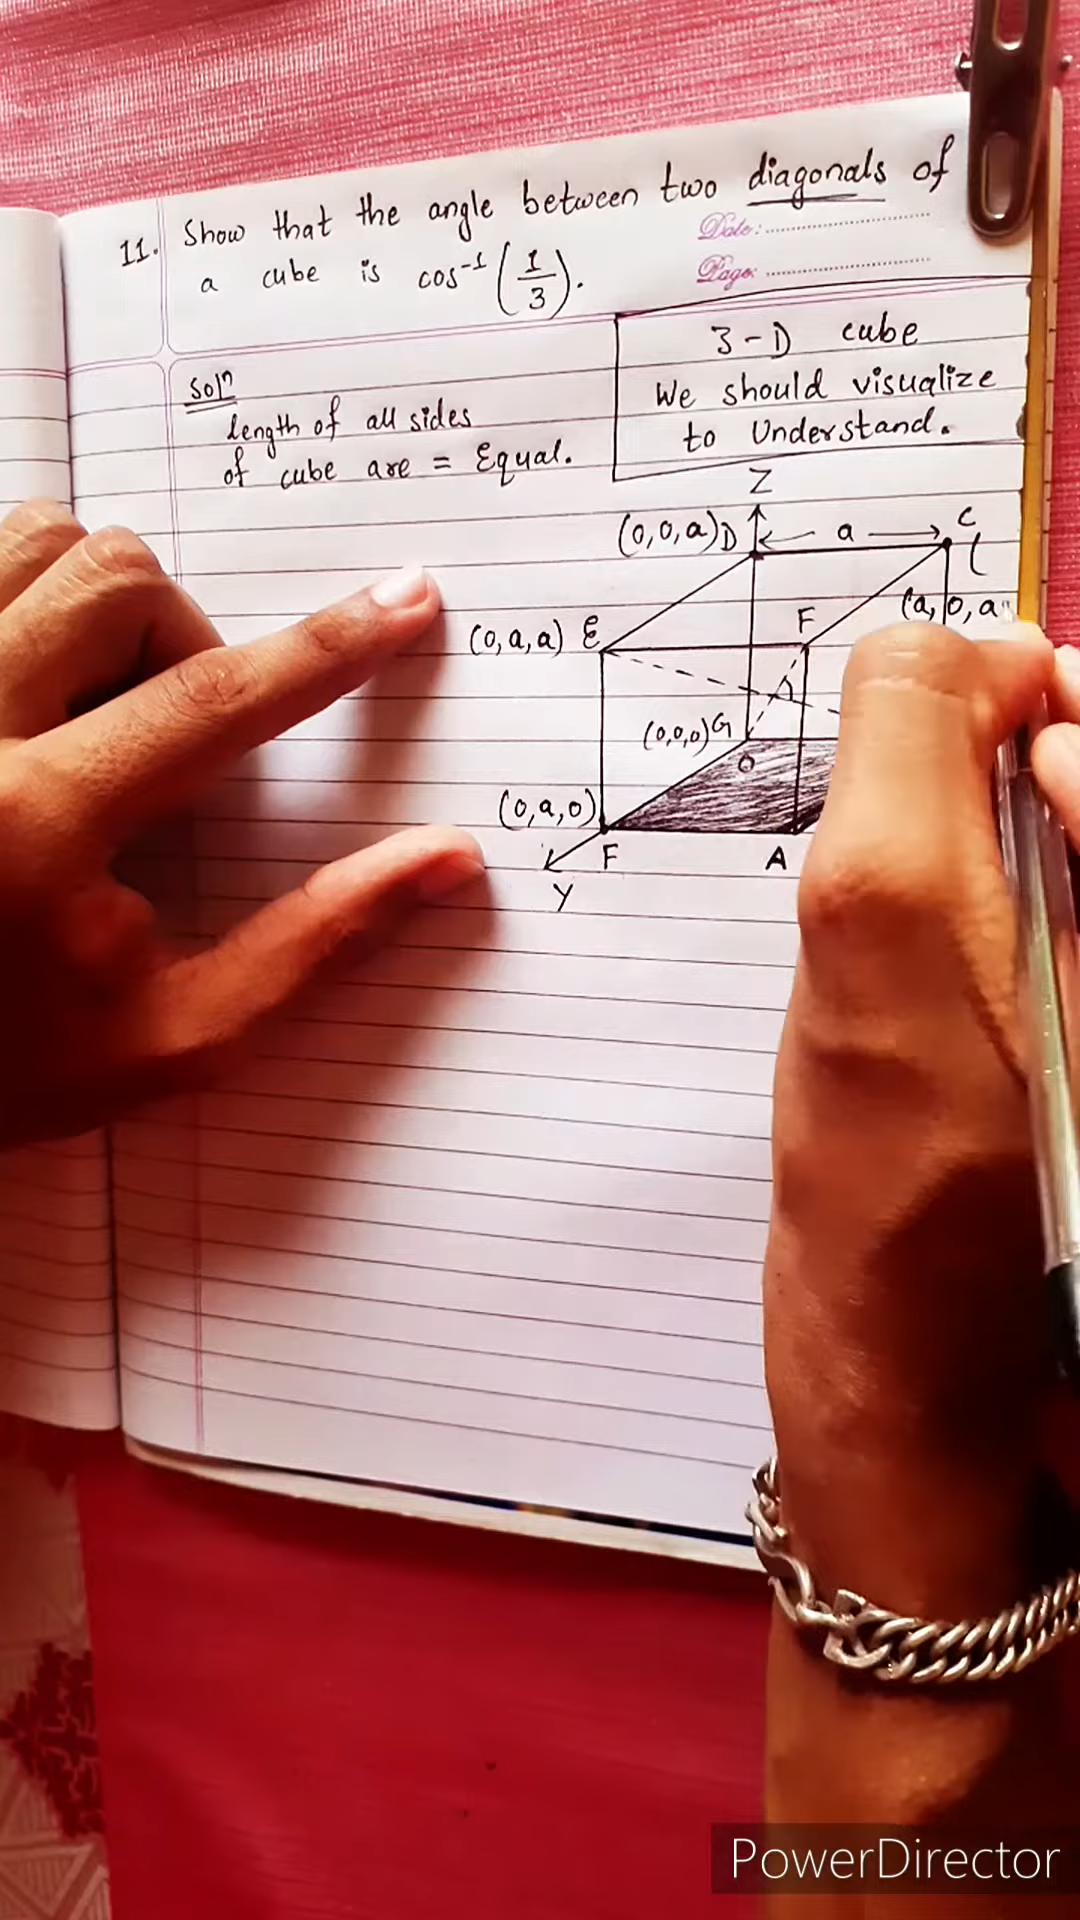 11. Show that the angle between two diagonals of
a cube is cos⁻¹(1/3).
Date:
Page:
3-D cube
We should visualize
to Understand.
Solⁿ
length of all sides
of cube are = Equal.
Z
(0,0,a) D
a
C
(a,0,a
(0,a,a) E
F
(0,0,0) G
O
(0,a,0)
F
A
Y
PowerDirector